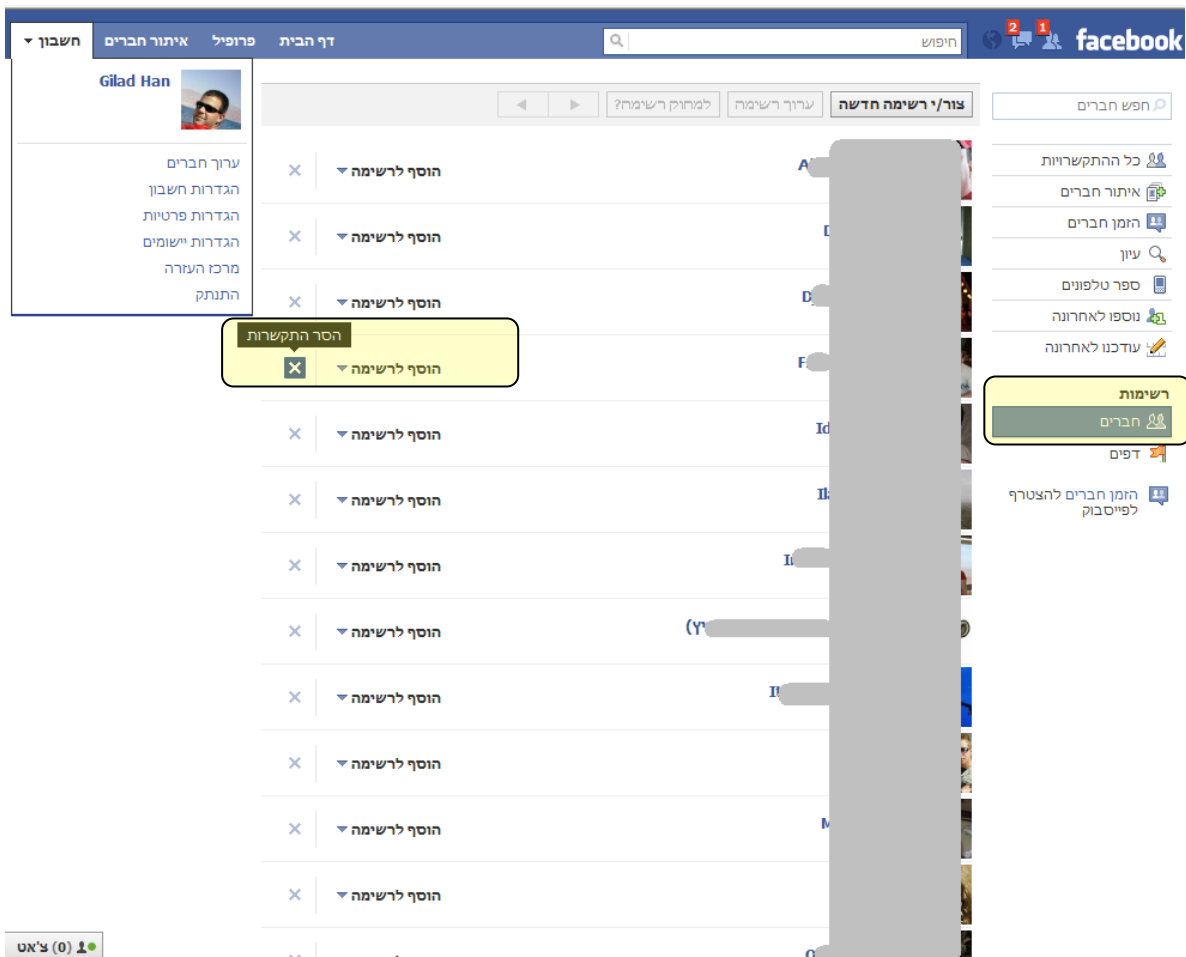 facebook
1
2
חיפוש
דף הבית
פרופיל
איתור חברים
חשבון
Gilad Han
ערוך חברים
הגדרות חשבון
הגדרות פרטיות
הגדרות יישומים
מרכז העזרה
התנתק
חפש חברים
כל ההתקשרויות
איתור חברים
הזמן חברים
עיון
ספר טלפונים
נוספו לאחרונה
עודכנו לאחרונה
רשימות
חברים
דפים
הזמן חברים להצטרף
לפייסבוק
צור/י רשימה חדשה
ערוך רשימה
למחוק רשימה?
הוסף לרשימה
הוסף לרשימה
הוסף לרשימה
הסר התקשרות
הוסף לרשימה
הוסף לרשימה
הוסף לרשימה
הוסף לרשימה
הוסף לרשימה
הוסף לרשימה
הוסף לרשימה
הוסף לרשימה
הוסף לרשימה
צ'אט (0)